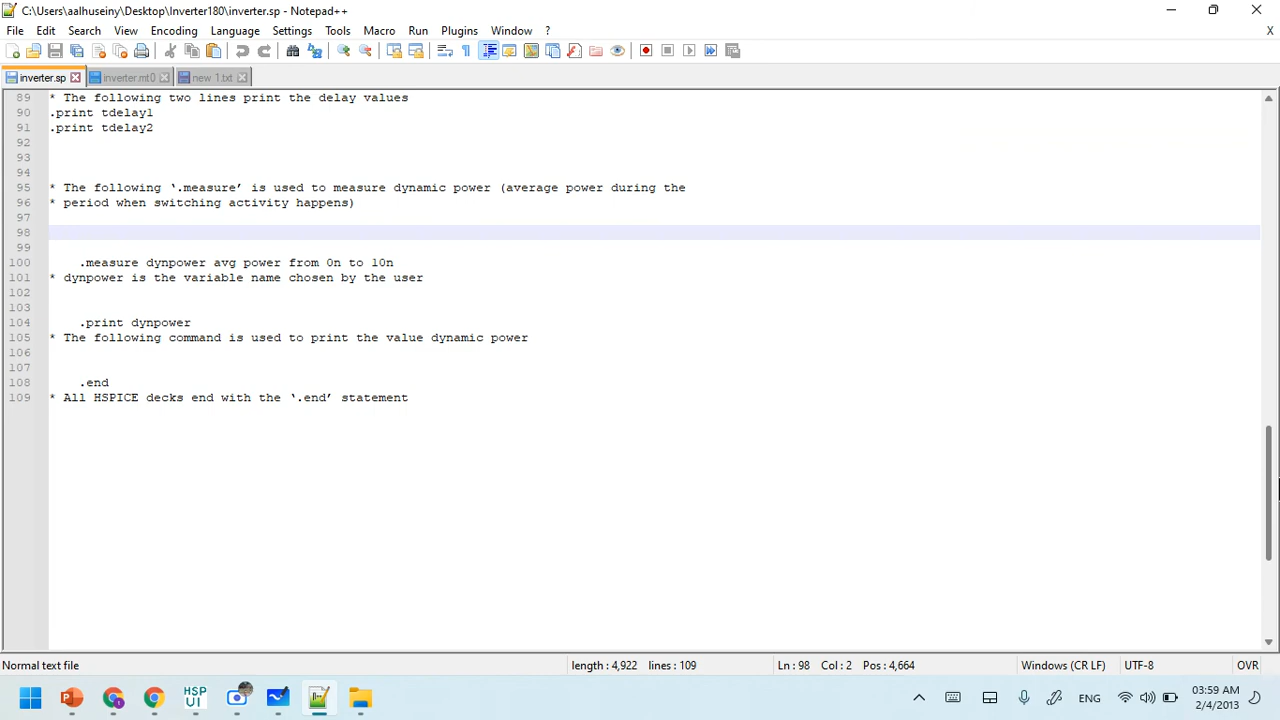 C:\Users\aalhuseiny\Desktop\Inverter180\inverter.sp - Notepad++
File Edit Search View Encoding Language Settings Tools Macro Run Plugins Window ? X
inverter.sp inverter.mt0 new 1.txt
89 * The following two lines print the delay values
90 .print tdelay1
91 .print tdelay2
92
93
94
95 * The following ‘.measure’ is used to measure dynamic power (average power during the
96 * period when switching activity happens)
97
98
99
100 .measure dynpower avg power from 0n to 10n
101 * dynpower is the variable name chosen by the user
102
103
104 .print dynpower
105 * The following command is used to print the value dynamic power
106
107
108 .end
109 * All HSPICE decks end with the ‘.end’ statement
Normal text file length : 4,922 lines : 109 Ln : 98 Col : 2 Pos : 4,664 Windows (CR LF) UTF-8 OVR
HSP UI
ENG
03:59 AM
2/4/2013